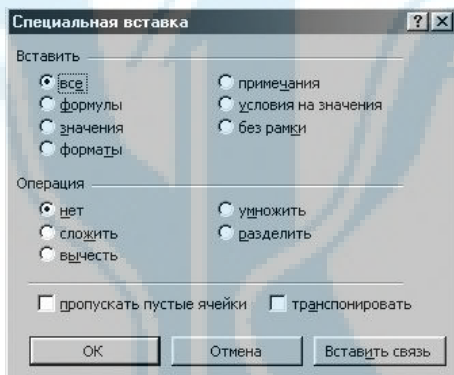 Специальная вставка
Вставить
все
примечания
формулы
условия на значения
значения
без рамки
форматы
Операция
нет
умножить
сложить
разделить
вычесть
пропускать пустые ячейки
транспонировать
ОК
Отмена
Вставить связь